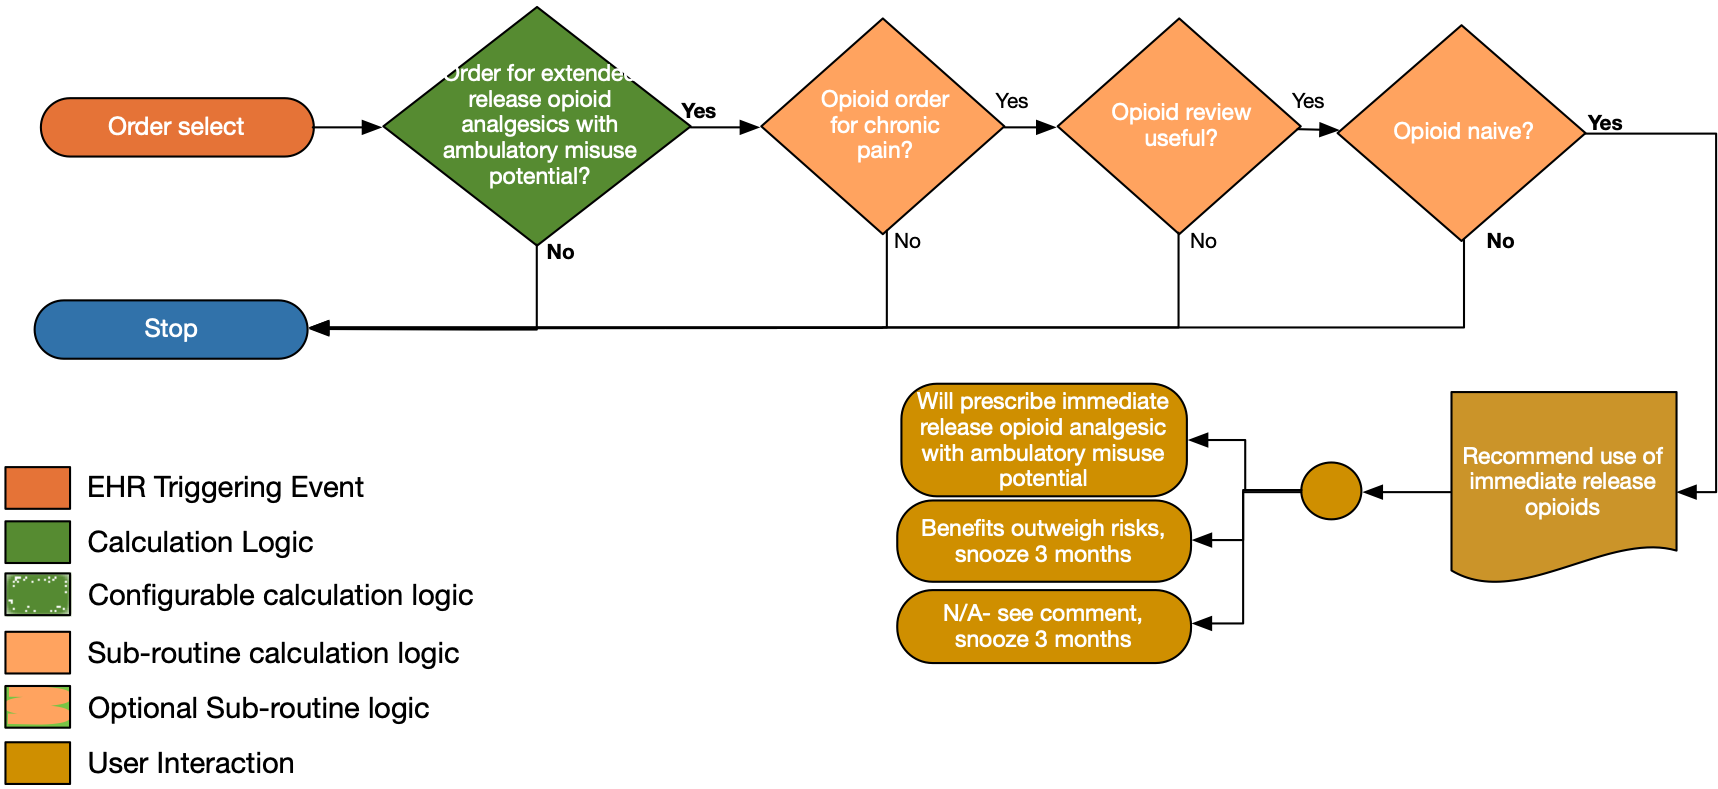 Order select
Order for extended
release opioid
analgesics with
ambulatory misuse
potential?
Yes
No
Opioid order
for chronic
pain?
Yes
No
Opioid review
useful?
Yes
No
Opioid naive?
Yes
No
Stop
Recommend use of
immediate release
opioids
Will prescribe immediate
release opioid analgesic
with ambulatory misuse
potential
Benefits outweigh risks,
snooze 3 months
N/A- see comment,
snooze 3 months
EHR Triggering Event
Calculation Logic
Configurable calculation logic
Sub-routine calculation logic
Optional Sub-routine logic
User Interaction